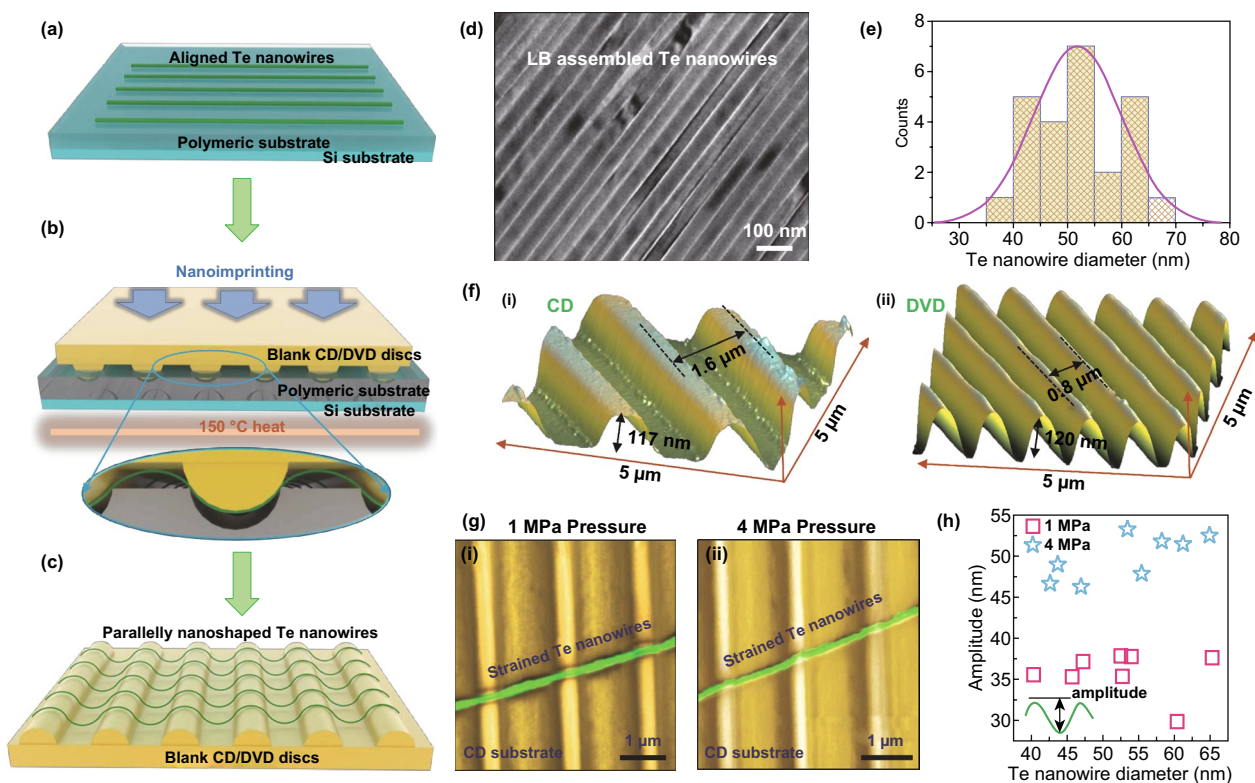 (a)
Aligned Te nanowires
Polymeric substrate
Si substrate
(b)
Nanoimprinting
Blank CD/DVD discs
Polymeric substrate
Si substrate
150 °C heat
(c)
Parallelly nanoshaped Te nanowires
Blank CD/DVD discs
(d)
LB assembled Te nanowires
100 nm
(e)
8
6
4
2
0
Counts
30 40 50 60 70 80
Te nanowire diameter (nm)
(f)
(i)
CD
1.6 µm
117 nm
5 µm
5 µm
(ii)
DVD
0.8 µm
120 nm
5 µm
5 µm
(g)
1 MPa Pressure
(i)
Strained Te nanowires
CD substrate
1 µm
4 MPa Pressure
(ii)
Strained Te nanowires
CD substrate
1 µm
(h)
55
50
45
40
35
30
Amplitude (nm)
1 MPa
4 MPa
amplitude
40 45 50 55 60 65
Te nanowire diameter (nm)